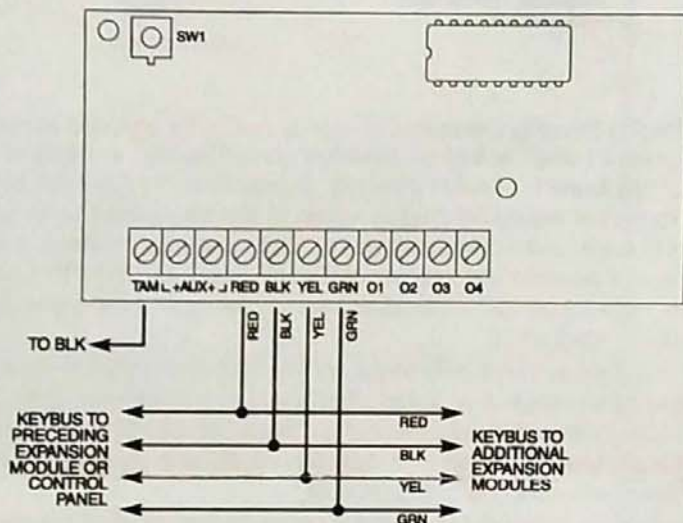 SW1
TAM ∟+AUX+ ⅃ RED BLK YEL GRN O1 O2 O3 O4
RED
BLK
YEL
GRN
TO BLK
KEYBUS TO
PRECEDING
EXPANSION
MODULE OR
CONTROL
PANEL
RED
BLK
YEL
GRN
KEYBUS TO
ADDITIONAL
EXPANSION
MODULES